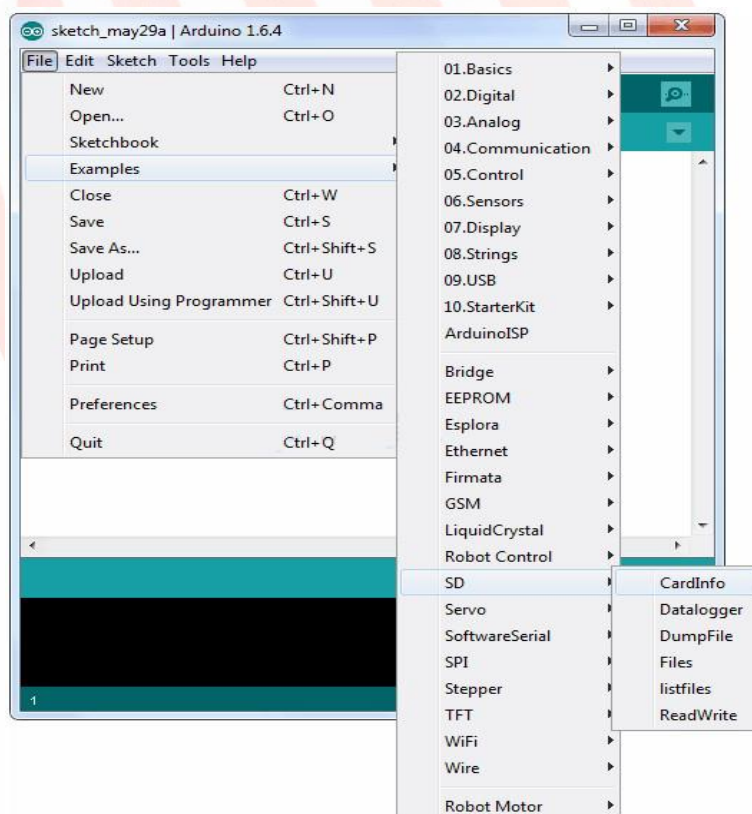 sketch_may29a | Arduino 1.6.4
File Edit Sketch Tools Help
New Ctrl+N
Open... Ctrl+O
Sketchbook
Examples
Close Ctrl+W
Save Ctrl+S
Save As... Ctrl+Shift+S
Upload Ctrl+U
Upload Using Programmer Ctrl+Shift+U
Page Setup Ctrl+Shift+P
Print Ctrl+P
Preferences Ctrl+Comma
Quit Ctrl+Q
01.Basics
02.Digital
03.Analog
04.Communication
05.Control
06.Sensors
07.Display
08.Strings
09.USB
10.StarterKit
ArduinoISP
Bridge
EEPROM
Esplora
Ethernet
Firmata
GSM
LiquidCrystal
Robot Control
SD
Servo
SoftwareSerial
SPI
Stepper
TFT
WiFi
Wire
Robot Motor
CardInfo
Datalogger
DumpFile
Files
listfiles
ReadWrite
1